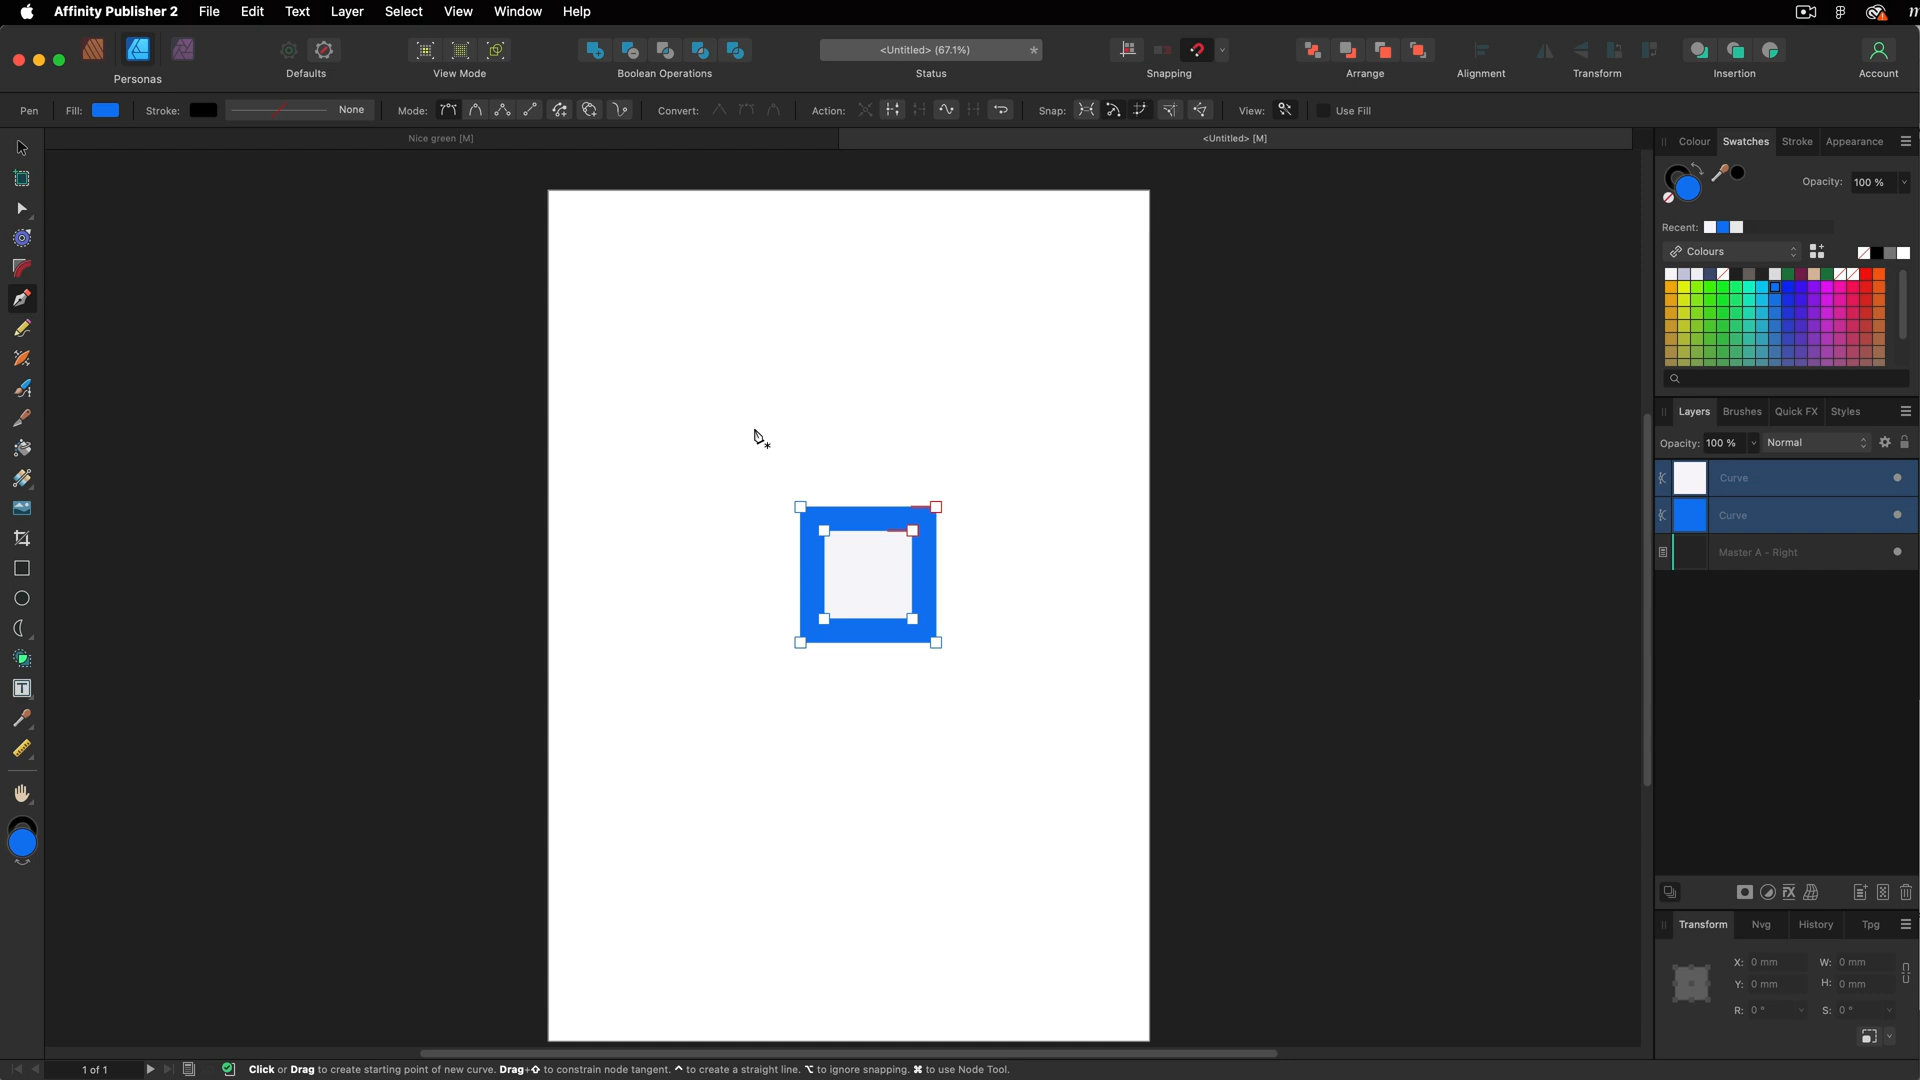 Affinity Publisher 2 File Edit Text Layer Select View Window Help
<Untitled> (67.1%) *
Personas Defaults View Mode Boolean Operations Status Snapping Arrange Alignment Transform Insertion Account
Pen Fill: Stroke: None Mode: Convert: Action: Snap: View: Use Fill
Nice green [M] <Untitled> [M]
Colour Swatches Stroke Appearance
Opacity: 100 %
Recent:
Colours
Layers Brushes Quick FX Styles
Opacity: 100 % Normal
Curve
Curve
Master A - Right
Transform Nvg History Tpg
X: 0 mm W: 0 mm
Y: 0 mm H: 0 mm
R: 0 ° S: 0 °
1 of 1 Click or Drag to create starting point of new curve. Drag+⇧ to constrain node tangent. ^ to create a straight line. ⌥ to ignore snapping. ⌘ to use Node Tool.